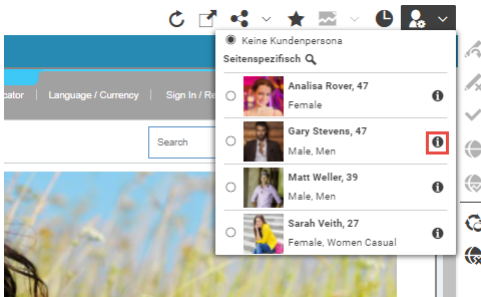 Keine Kundenpersona
Seitenspezifisch
Analisa Rover, 47
Female
Language / Currency
Sign In / Re
Search
Gary Stevens, 47
Male, Men
Matt Weller, 39
Male, Men
Sarah Veith, 27
Female, Women Casual